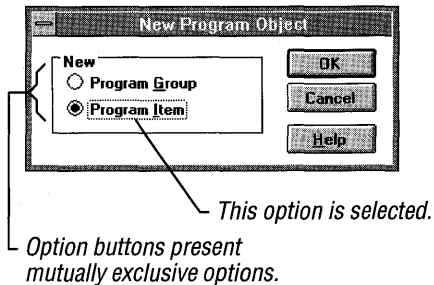 New Program Object
New
Program Group
Program Item
OK
Cancel
Help
This option is selected.
Option buttons present
mutually exclusive options.